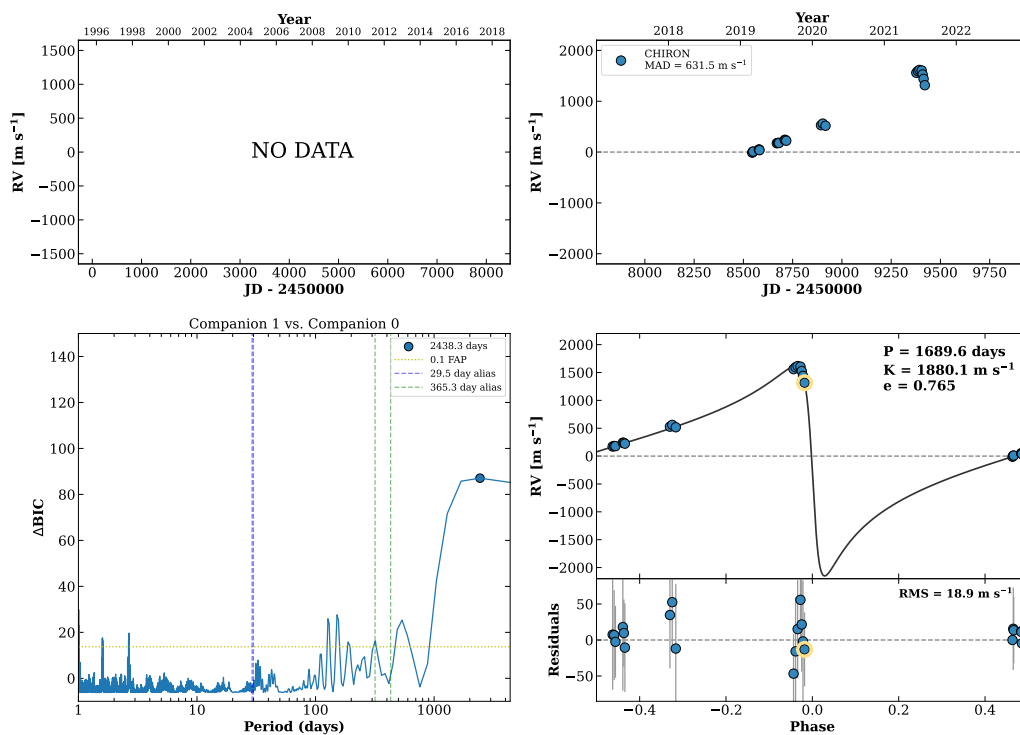 Year
1996 1998 2000 2002 2004 2006 2008 2010 2012 2014 2016 2018
1500
1000
500
0
−500
−1000
−1500
RV [m s⁻¹]
NO DATA
0 1000 2000 3000 4000 5000 6000 7000 8000
JD - 2450000
Year
2018 2019 2020 2021 2022
2000
1000
0
−1000
−2000
RV [m s⁻¹]
CHIRON
MAD = 631.5 m s⁻¹
8000 8250 8500 8750 9000 9250 9500 9750
JD - 2450000
Companion 1 vs. Companion 0
140
120
100
80
60
40
20
0
ΔBIC
2438.3 days
0.1 FAP
29.5 day alias
365.3 day alias
1 10 100 1000
Period (days)
2000
1500
1000
500
0
−500
−1000
−1500
−2000
RV [m s⁻¹]
P = 1689.6 days
K = 1880.1 m s⁻¹
e = 0.765
50
0
−50
Residuals
RMS = 18.9 m s⁻¹
−0.4 −0.2 0.0 0.2 0.4
Phase